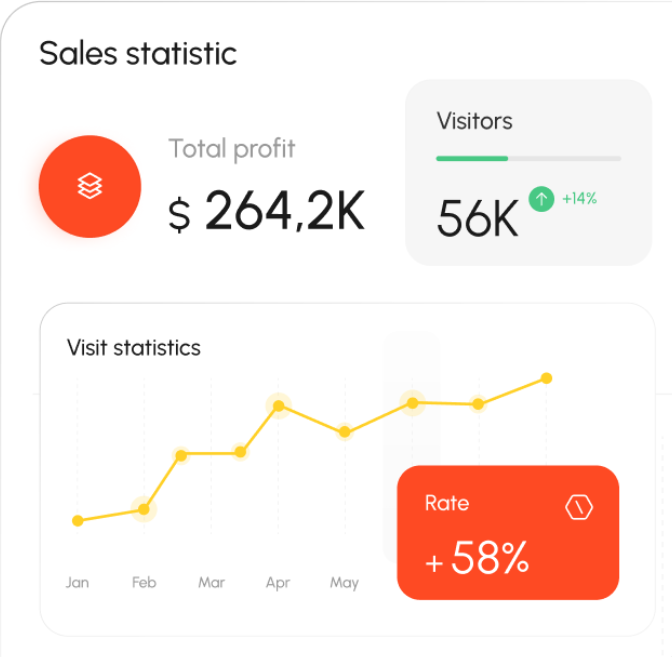 Sales statistic
Total profit
$ 264,2K
Visitors
56K +14%
Visit statistics
Rate
+ 58%
Jan Feb Mar Apr May